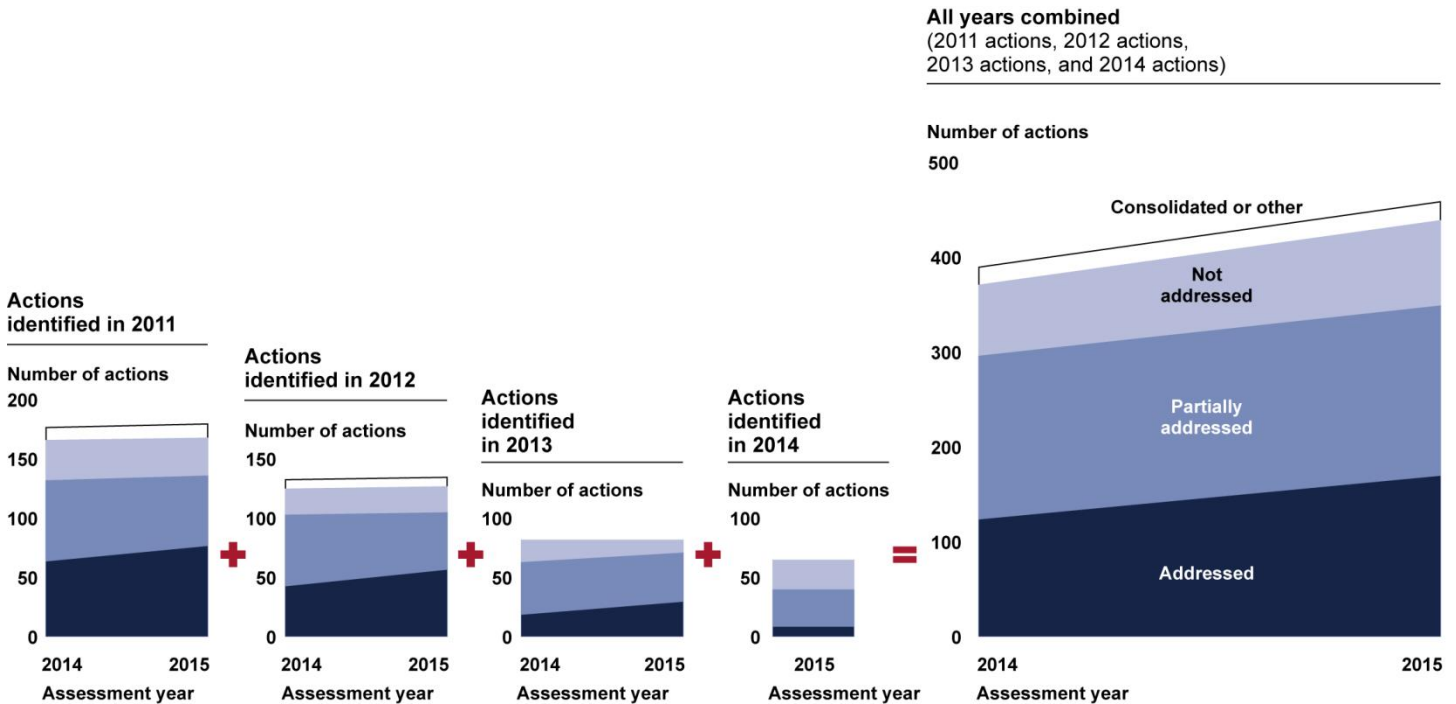 Actions
identified in 2011
Number of actions
200
150
100
50
0
2014 2015
Assessment year
Actions
identified in 2012
Number of actions
150
100
50
0
2014 2015
Assessment year
Actions
identified
in 2013
Number of actions
100
50
0
2014 2015
Assessment year
Actions
identified
in 2014
Number of actions
100
50
0
2015
Assessment year
All years combined
(2011 actions, 2012 actions,
2013 actions, and 2014 actions)
Number of actions
500
400
300
200
100
0
Consolidated or other
Not
addressed
Partially
addressed
Addressed
2014 2015
Assessment year